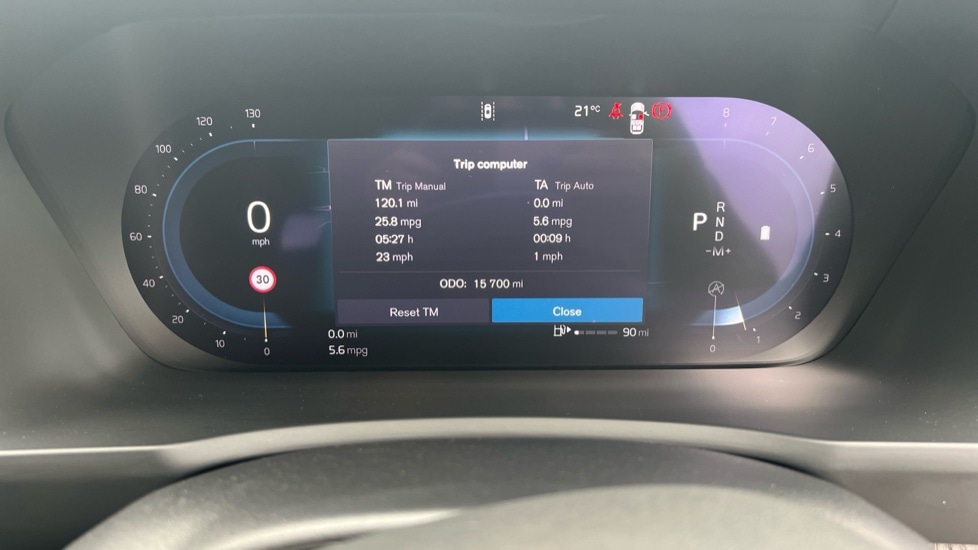 130
120
100
80
60
40
20
10
0
0
mph
30
21°C
Trip computer
TM Trip Manual TA Trip Auto
120.1 mi 0.0 mi
25.8 mpg 5.6 mpg
05:27 h 00:09 h
23 mph 1 mph
ODO: 15 700 mi
Reset TM Close
0.0 mi
5.6 mpg
90 mi
8
7
6
5
4
3
2
1
0
R
P N
D
-M+
A